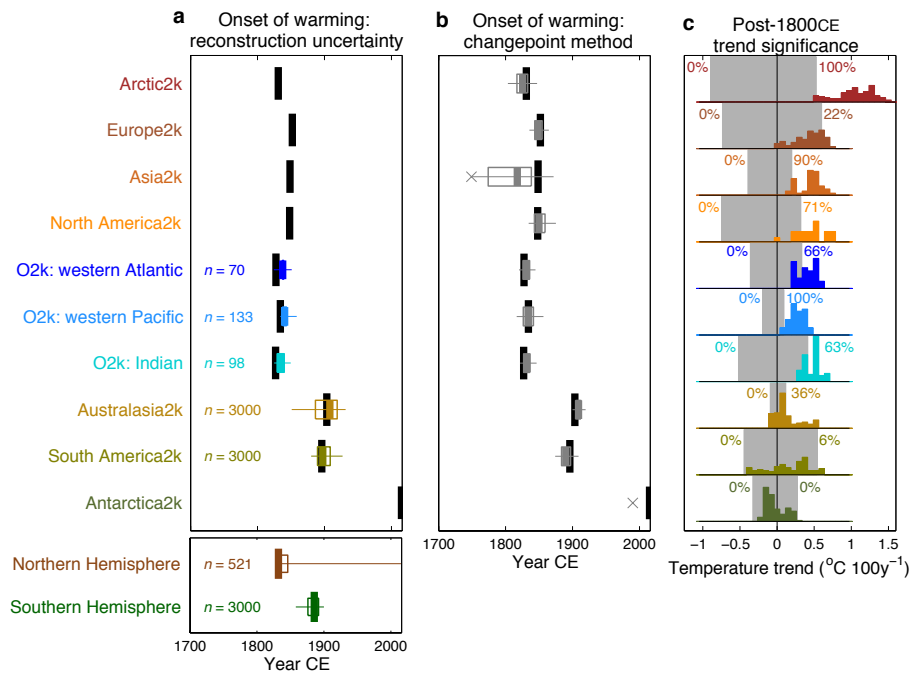 a
Onset of warming:
reconstruction uncertainty
b
Onset of warming:
changepoint method
c
Post-1800CE
trend significance
Arctic2k
0% 100%
Europe2k
0% 22%
Asia2k
0% 90%
North America2k
0% 71%
O2k: western Atlantic
n = 70
0% 66%
O2k: western Pacific
n = 133
0% 100%
O2k: Indian
n = 98
0% 63%
Australasia2k
n = 3000
0% 36%
South America2k
n = 3000
0% 6%
Antarctica2k
0% 0%
1700 1800 1900 2000
Year CE
−1 −0.5 0 0.5 1 1.5
Temperature trend (°C 100y⁻¹)
Northern Hemisphere
n = 521
Southern Hemisphere
n = 3000
1700 1800 1900 2000
Year CE